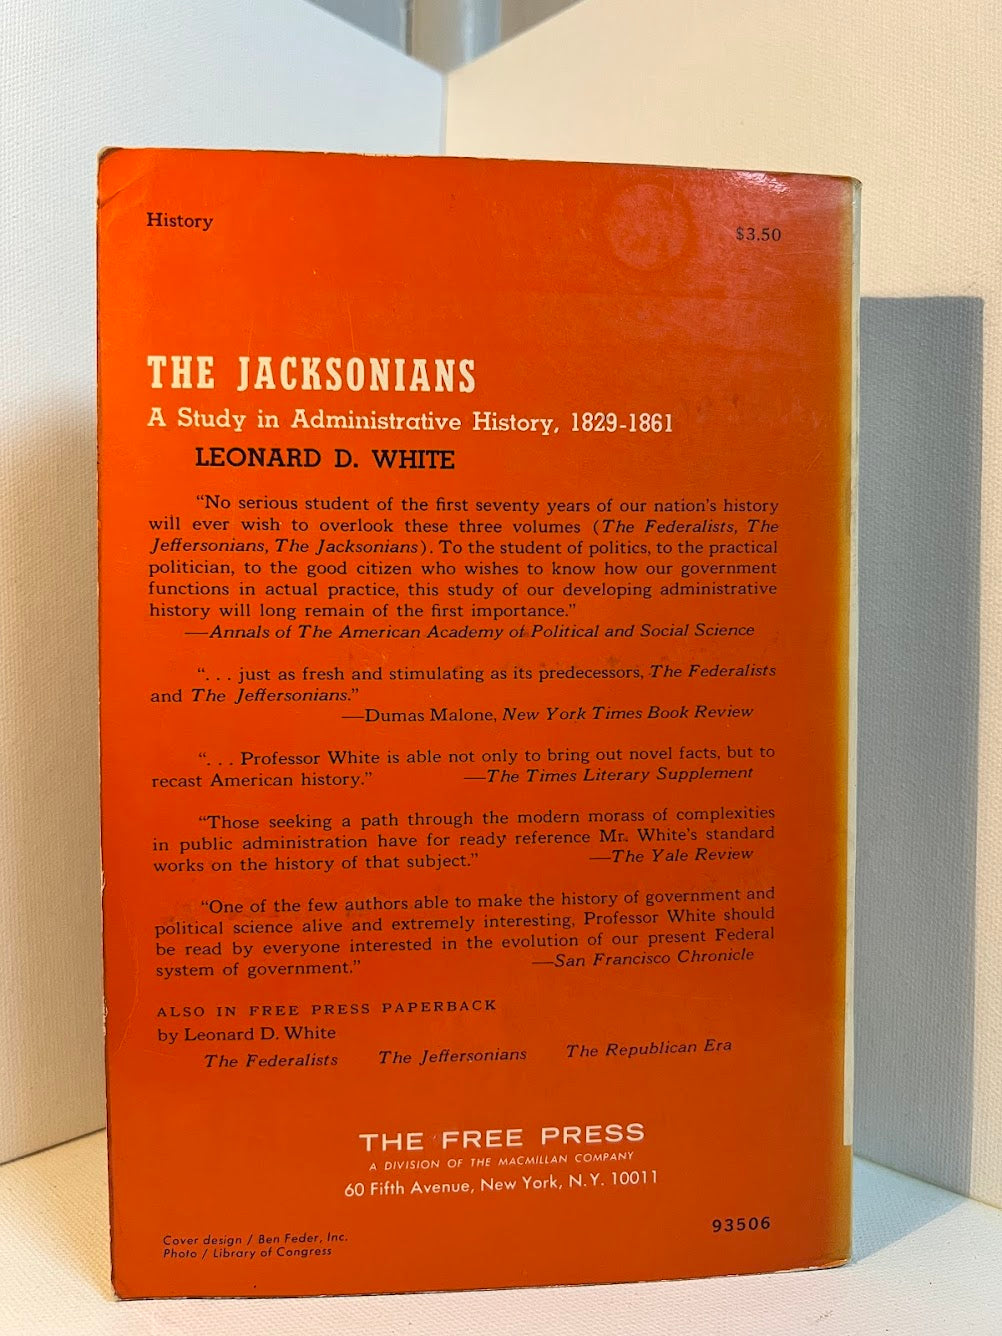 History
$3.50
THE JACKSONIANS
A Study in Administrative History, 1829-1861
LEONARD D. WHITE
“No serious student of the first seventy years of our nation’s history
will ever wish to overlook these three volumes (The Federalists, The
Jeffersonians, The Jacksonians). To the student of politics, to the practical
politician, to the good citizen who wishes to know how our government
functions in actual practice, this study of our developing administrative
history will long remain of the first importance.”
—Annals of The American Academy of Political and Social Science
“. . . just as fresh and stimulating as its predecessors, The Federalists
and The Jeffersonians.”
—Dumas Malone, New York Times Book Review
“. . . Professor White is able not only to bring out novel facts, but to
recast American history.” —The Times Literary Supplement
“Those seeking a path through the modern morass of complexities
in public administration have for ready reference Mr. White’s standard
works on the history of that subject.” —The Yale Review
“One of the few authors able to make the history of government and
political science alive and extremely interesting, Professor White should
be read by everyone interested in the evolution of our present Federal
system of government.” —San Francisco Chronicle
ALSO IN FREE PRESS PAPERBACK
by Leonard D. White
The Federalists The Jeffersonians The Republican Era
THE FREE PRESS
A DIVISION OF THE MACMILLAN COMPANY
60 Fifth Avenue, New York, N.Y. 10011
93506
Cover design / Ben Feder, Inc.
Photo / Library of Congress